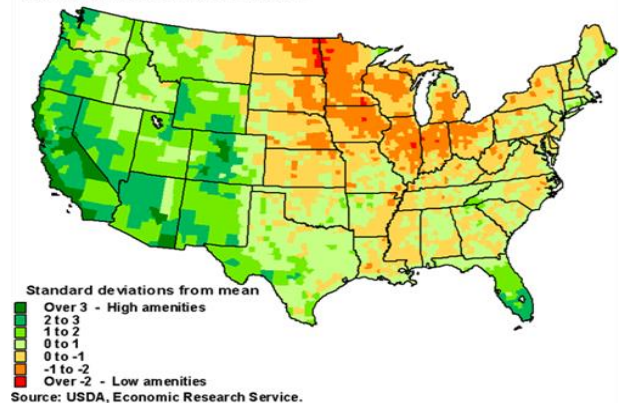 Standard deviations from mean
Over 3 - High amenities
2 to 3
1 to 2
0 to 1
0 to -1
-1 to -2
Over -2 - Low amenities
Source: USDA, Economic Research Service.